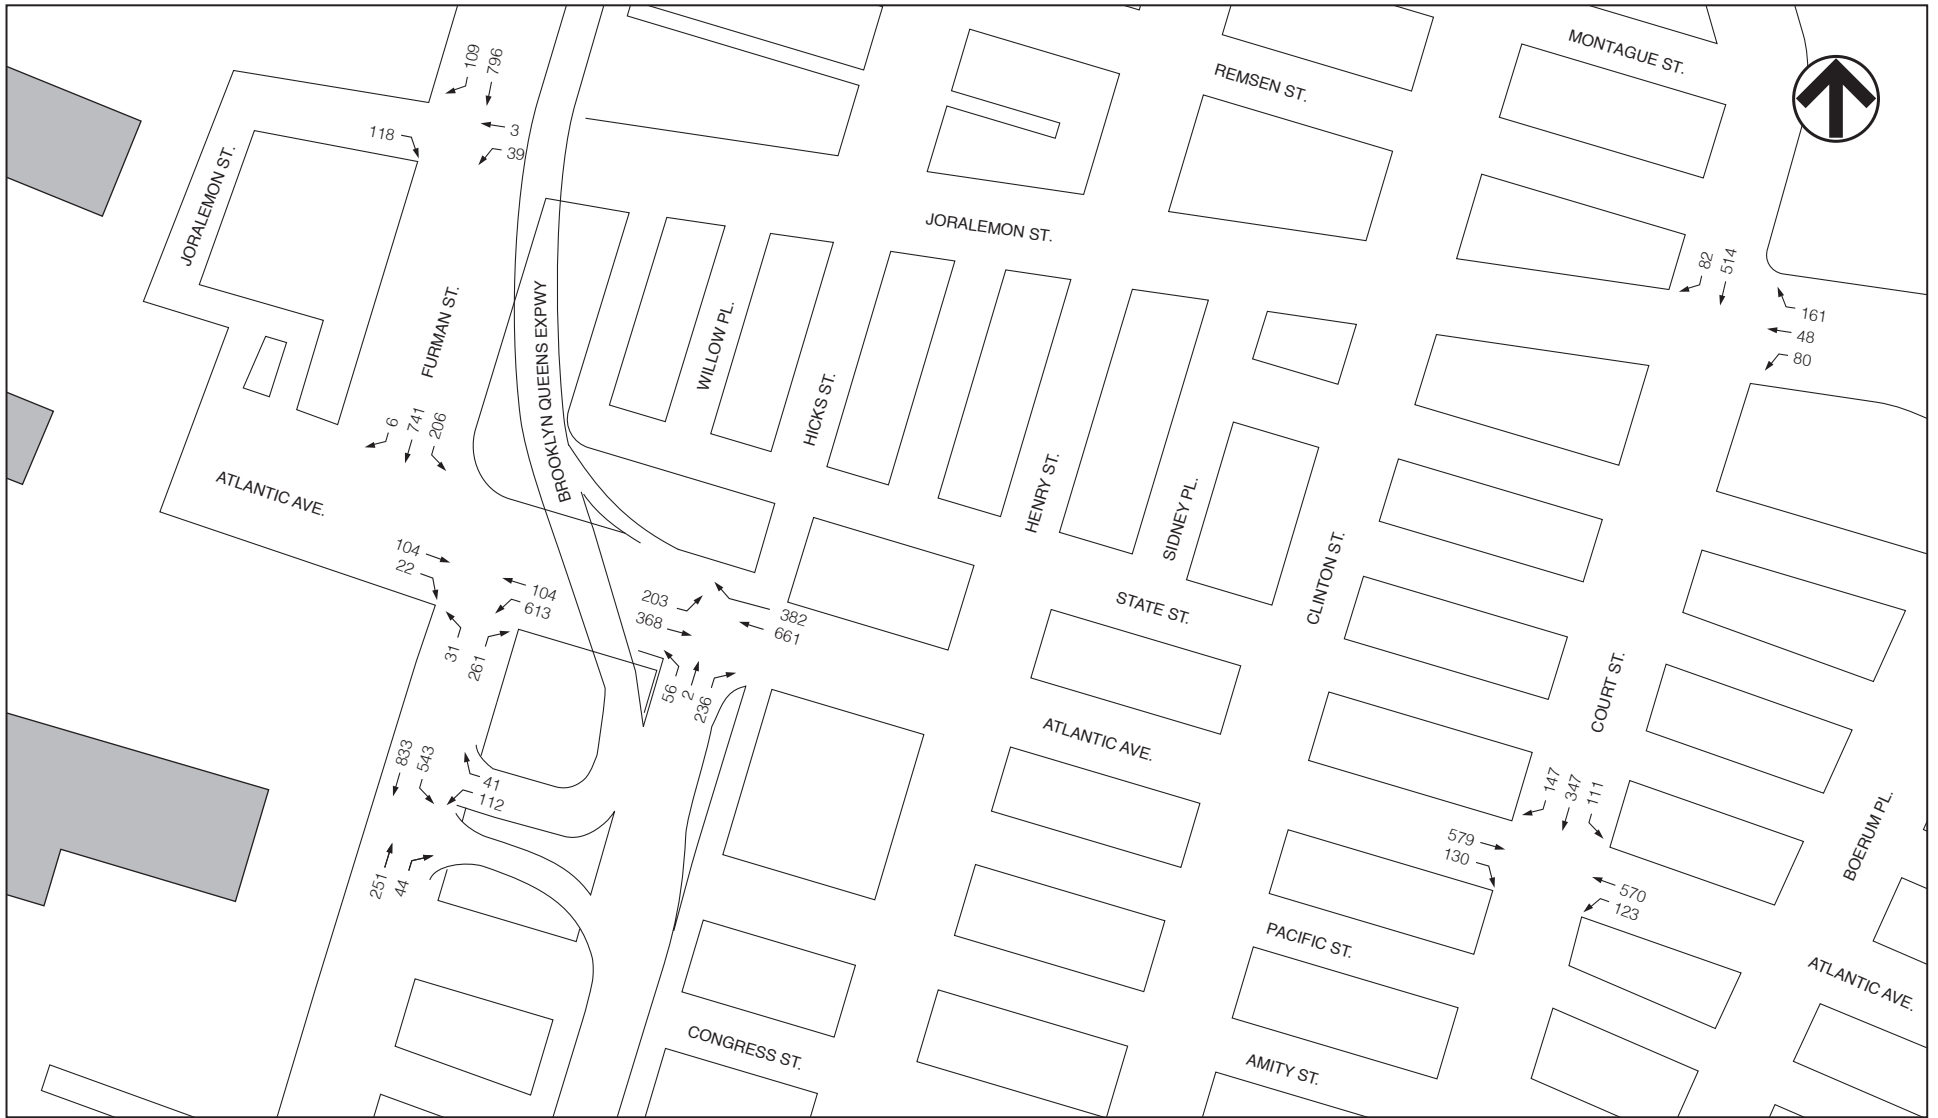 MONTAGUE ST.
REMSEN ST.
109
796
3
118
39
JORALEMON ST.
JORALEMON ST.
82
514
161
48
80
FURMAN ST.
BROOKLYN QUEENS EXPWY
WILLOW PL.
HICKS ST.
6
741
206
ATLANTIC AVE.
HENRY ST.
SIDNEY PL.
CLINTON ST.
104
22
104
613
203
368
382
661
STATE ST.
31
261
56
2
236
COURT ST.
ATLANTIC AVE.
833
543
41
112
147
347
111
579
130
251
44
570
123
BOERUM PL.
PACIFIC ST.
ATLANTIC AVE.
CONGRESS ST.
AMITY ST.